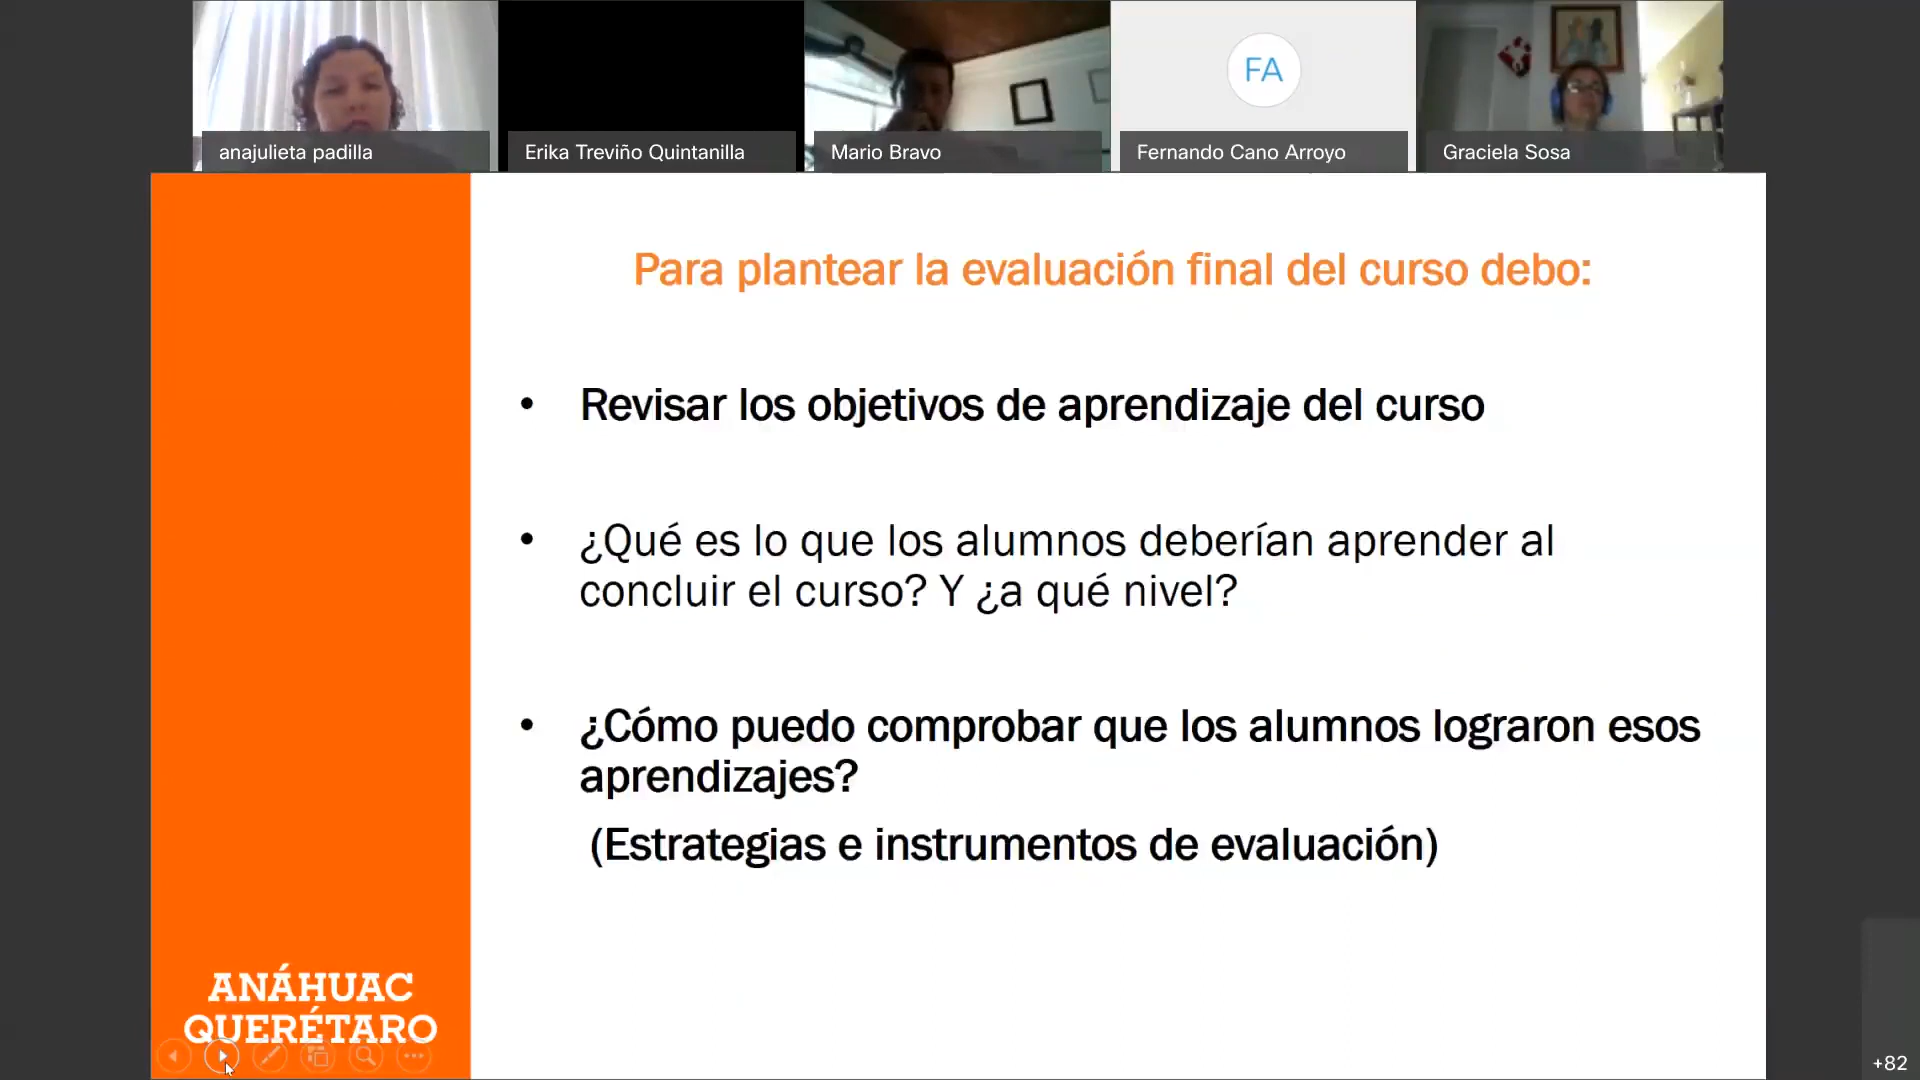 anajulieta padilla
Erika Treviño Quintanilla
Mario Bravo
FA
Fernando Cano Arroyo
Graciela Sosa
Para plantear la evaluación final del curso debo:
• Revisar los objetivos de aprendizaje del curso
• ¿Qué es lo que los alumnos deberían aprender al
concluir el curso? Y ¿a qué nivel?
• ¿Cómo puedo comprobar que los alumnos lograron esos
aprendizajes?
(Estrategias e instrumentos de evaluación)
ANÁHUAC
QUERÉTARO
+82